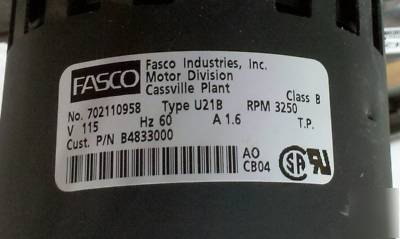 FASCO
Fasco Industries, Inc.
Motor Division
Cassville Plant
Class B
No. 702110958 Type U21B RPM 3250
V 115 Hz 60 A 1.6 T.P.
Cust. P/N B4833000
AO
CB04
SA